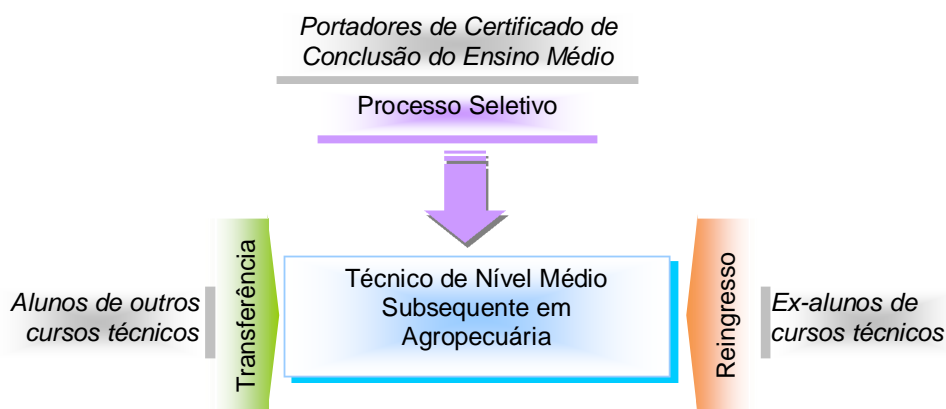 Portadores de Certificado de
Conclusão do Ensino Médio
Processo Seletivo
Transferência
Técnico de Nível Médio
Subsequente em
Agropecuária
Reingresso
Alunos de outros
cursos técnicos
Ex-alunos de
cursos técnicos